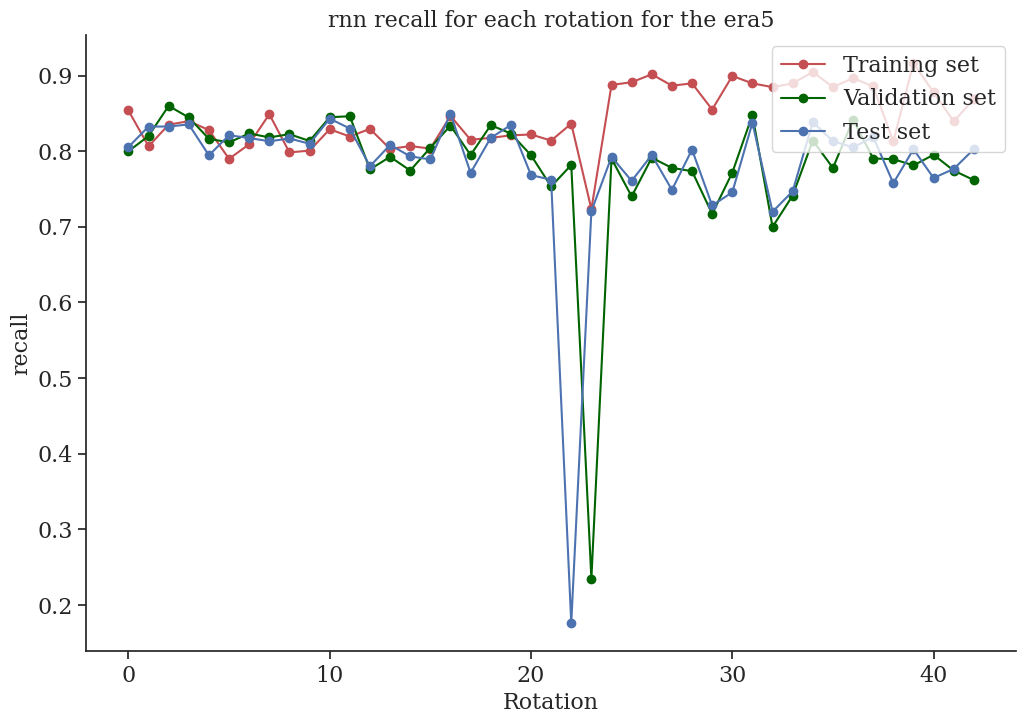 rnn recall for each rotation for the era5
Training set
Validation set
Test set
0.9
0.8
0.7
0.6
0.5
0.4
0.3
0.2
recall
0
10
20
30
40
Rotation